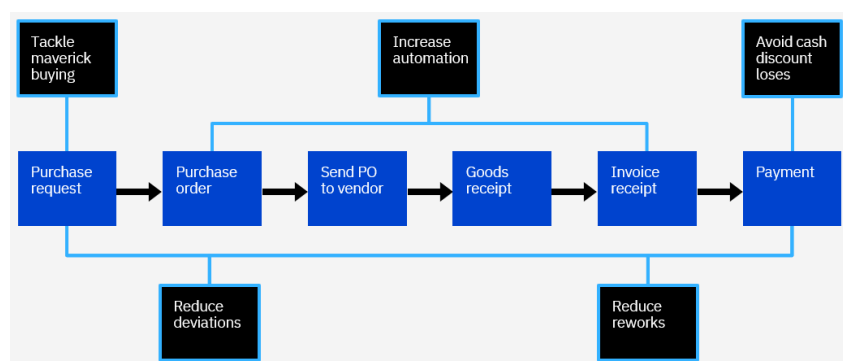 Tackle
maverick
buying
Increase
automation
Avoid cash
discount
loses
Purchase
request
Purchase
order
Send PO
to vendor
Goods
receipt
Invoice
receipt
Payment
Reduce
deviations
Reduce
reworks